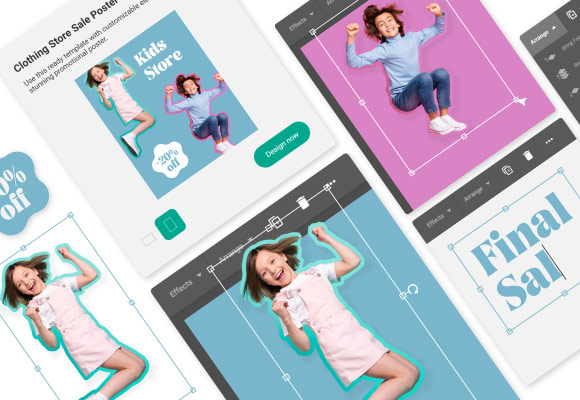 Clothing Store Sale Poster
Use this ready template with customizable
stunning promotional poster.
Kids
Store
-20%
off
Design now
0%
off
Effects
Arrange
Effects
Arrange
Arrange
Effects
Arrange
Final
Sal